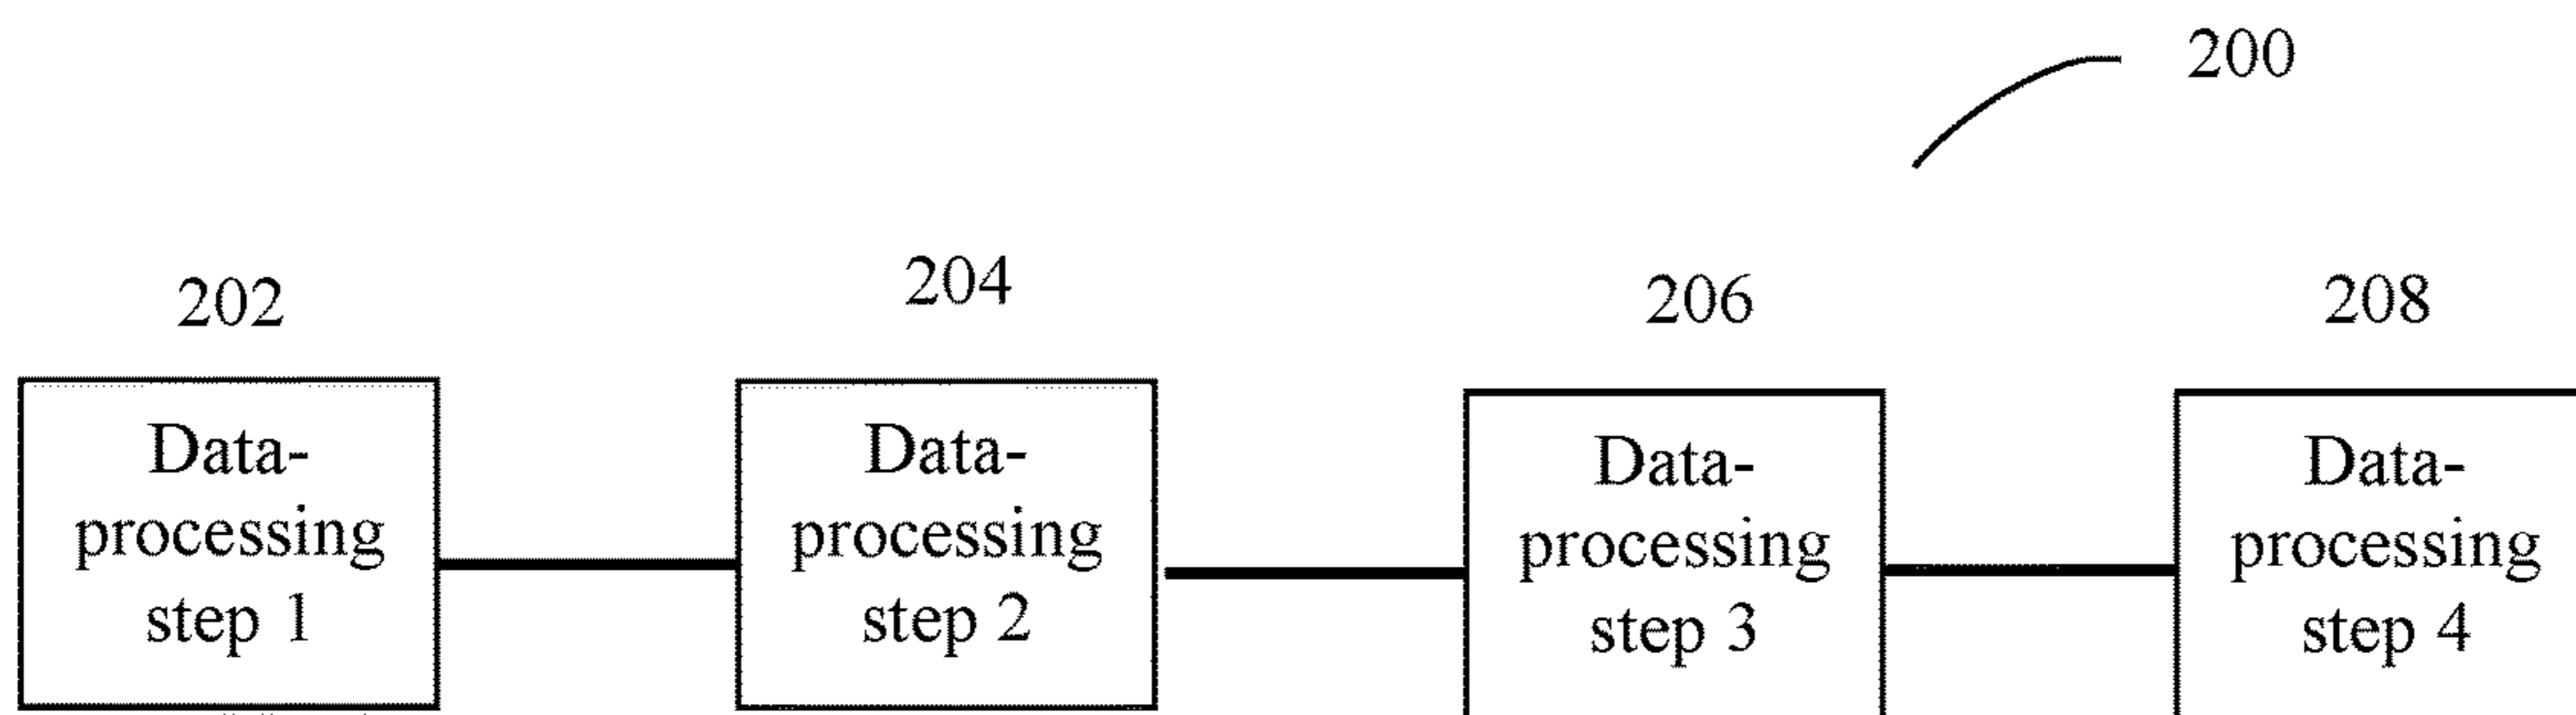 200
202
204
206
208
Data-
processing
step 1
Data-
processing
step 2
Data-
processing
step 3
Data-
processing
step 4